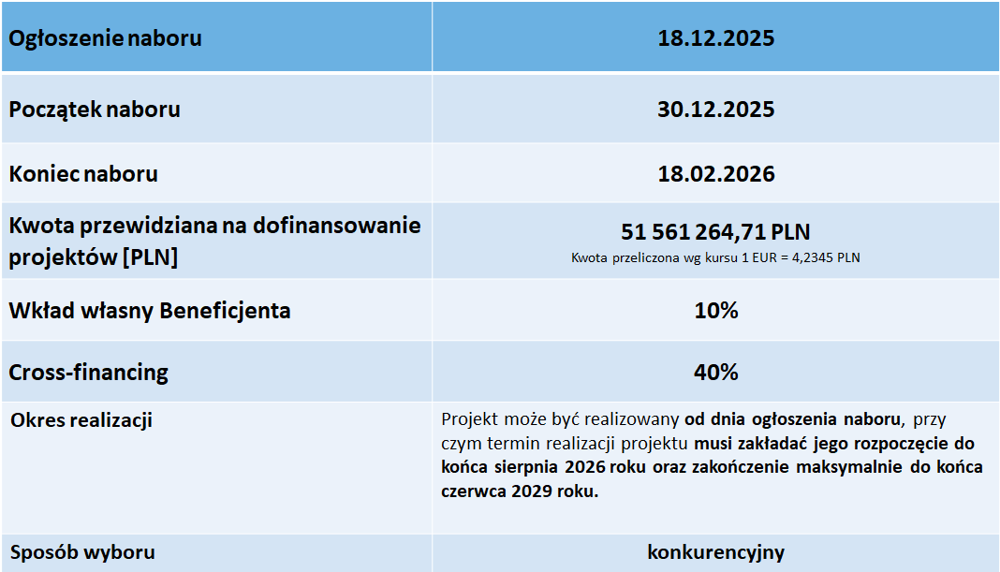 Ogłoszenie naboru
18.12.2025
Początek naboru
30.12.2025
Koniec naboru
18.02.2026
Kwota przewidziana na dofinansowanie
projektów [PLN]
51 561 264,71 PLN
Kwota przeliczona wg kursu 1 EUR = 4,2345 PLN
Wkład własny Beneficjenta
10%
Cross-financing
40%
Okres realizacji
Projekt może być realizowany od dnia ogłoszenia naboru, przy
czym termin realizacji projektu musi zakładać jego rozpoczęcie do
końca sierpnia 2026 roku oraz zakończenie maksymalnie do końca
czerwca 2029 roku.
Sposób wyboru
konkurencyjny